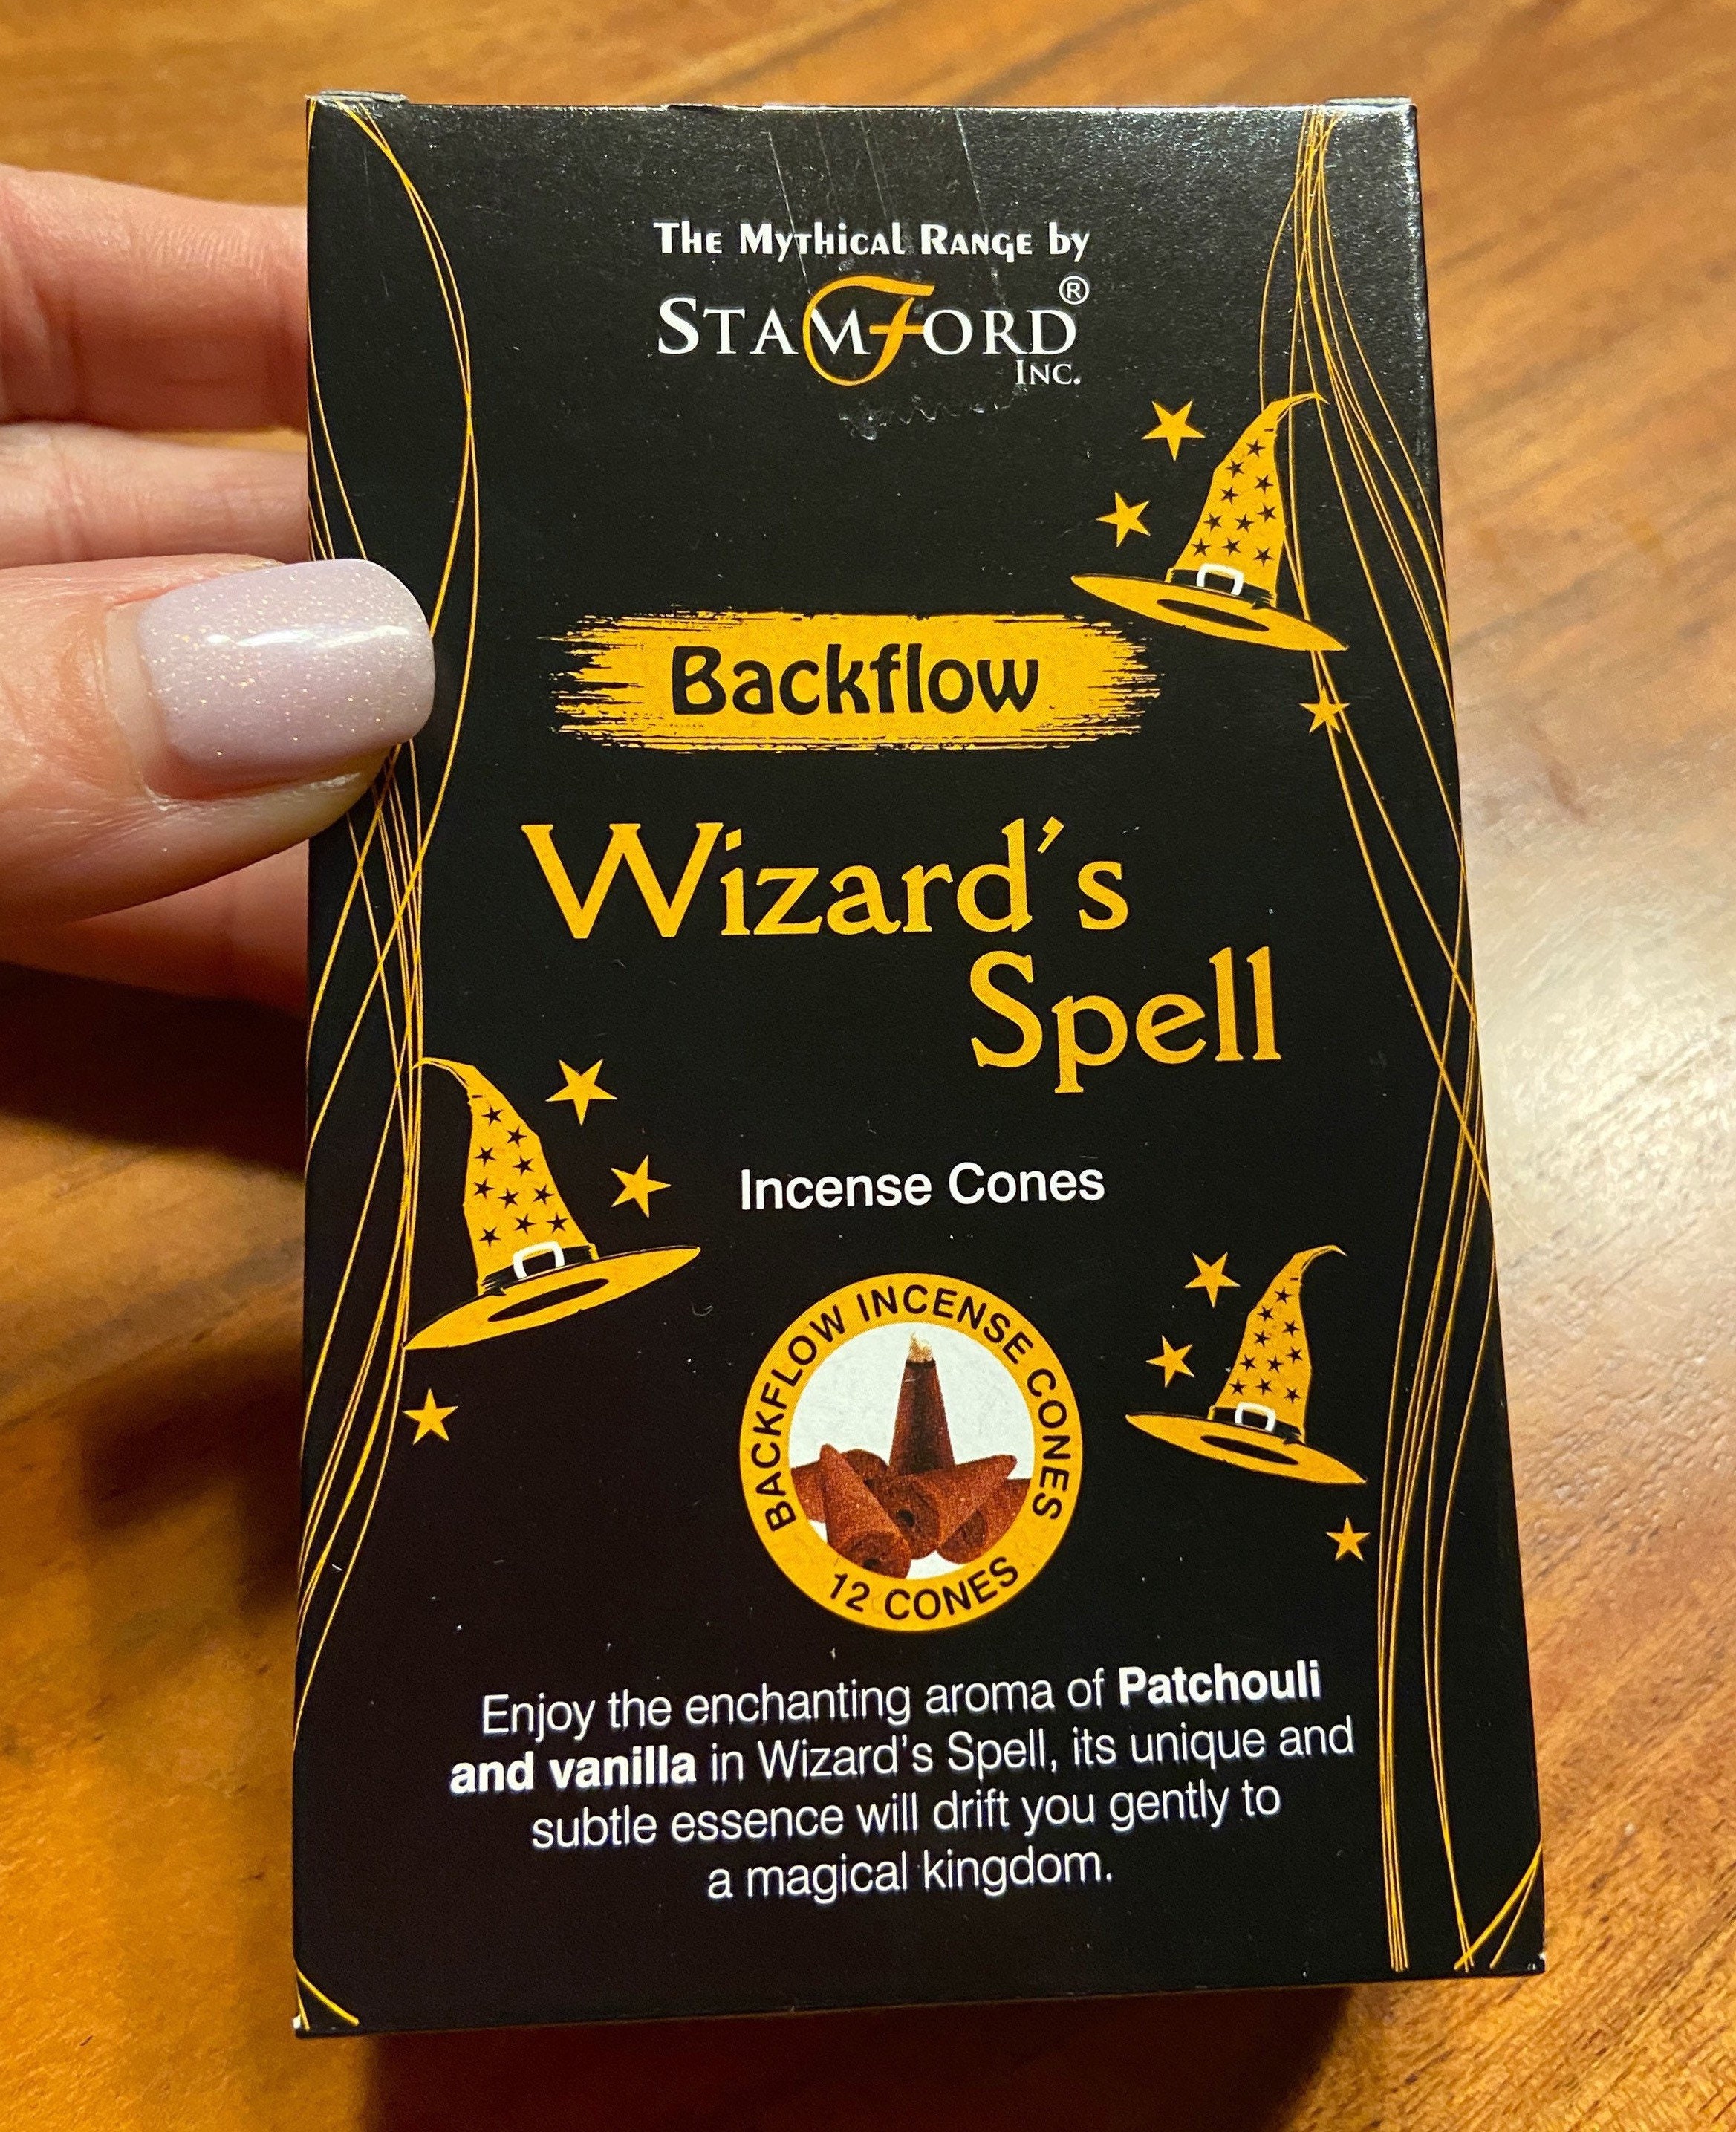 The Mythical Range by
STAMFORD®
INC.
Backflow
Wizard's
Spell
Incense Cones
BACKFLOW INCENSE CONES
12 CONES
Enjoy the enchanting aroma of Patchouli
and vanilla in Wizard's Spell, its unique and
subtle essence will drift you gently to
a magical kingdom.